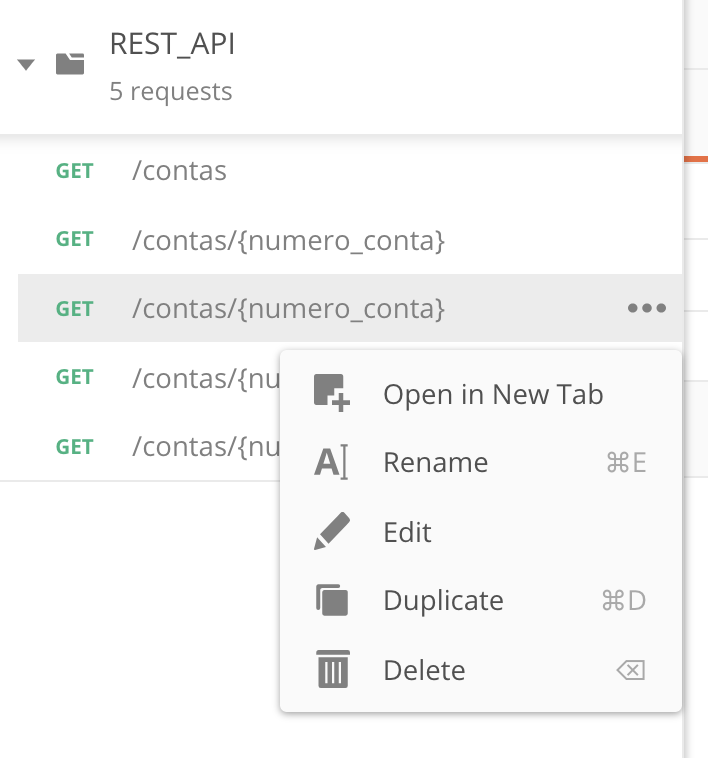 REST_API
5 requests
GET /contas
GET /contas/{numero_conta}
GET /contas/{numero_conta}
GET /contas/{nu
GET /contas/{nu
Open in New Tab
Rename ⌘E
Edit
Duplicate ⌘D
Delete ⌫